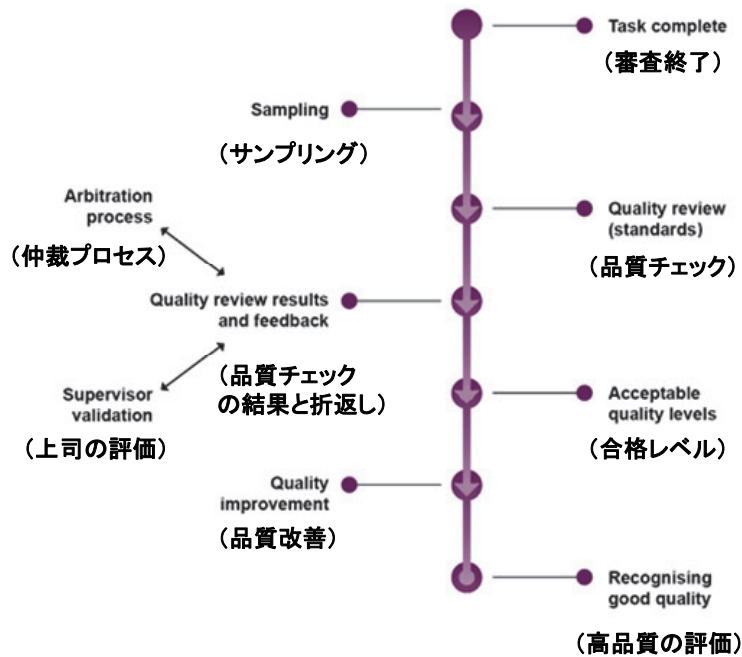 Task complete
（審査終了）
Sampling
（サンプリング）
Arbitration
process
（仲裁プロセス）
Quality review
(standards)
（品質チェック）
Quality review results
and feedback
（品質チェック
の結果と折返し）
Supervisor
validation
（上司の評価）
Acceptable
quality levels
（合格レベル）
Quality
improvement
（品質改善）
Recognising
good quality
（高品質の評価）